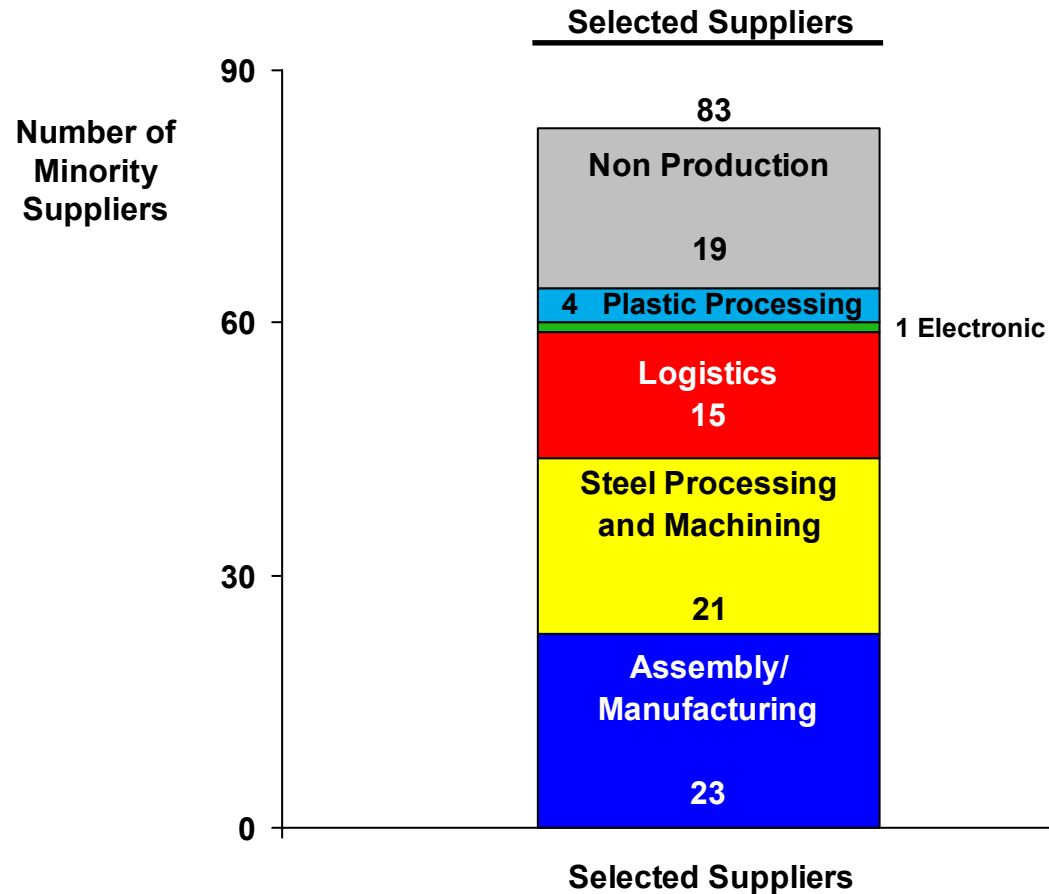 Selected Suppliers
90
Number of
Minority
Suppliers
83
Non Production
19
4 Plastic Processing
60
1 Electronic
Logistics
15
Steel Processing
and Machining
30
21
Assembly/
Manufacturing
23
0
Selected Suppliers